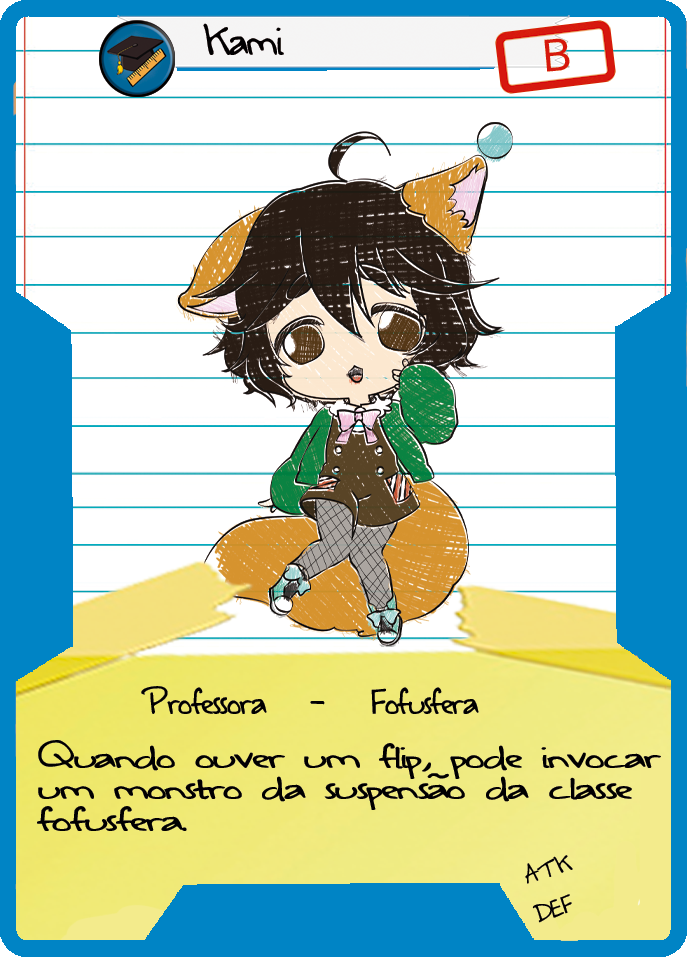 Kami
B
Professora - Fofusfera
Quando ouver um flip, pode invocar
um monstro da suspensão da classe
fofusfera.
ATK
DEF